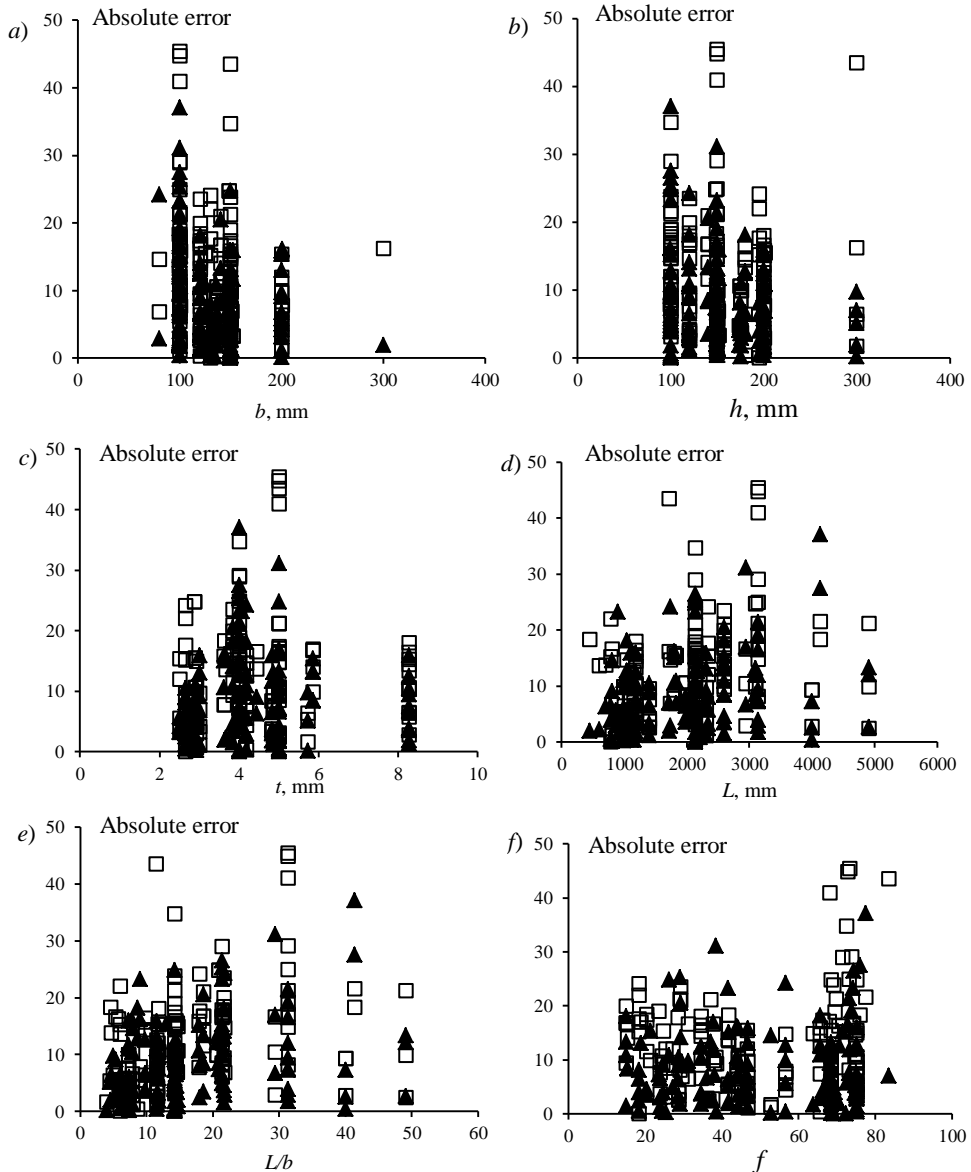 a) Absolute error
50
40
30
20
10
0
0 100 200 300 400
b, mm
b) Absolute error
50
40
30
20
10
0
0 100 200 300 400
h, mm
c) Absolute error
50
40
30
20
10
0
0 2 4 6 8 10
t, mm
d) Absolute error
50
40
30
20
10
0
0 1000 2000 3000 4000 5000 6000
L, mm
e) Absolute error
50
40
30
20
10
0
0 10 20 30 40 50 60
L/b
f) Absolute error
50
40
30
20
10
0
0 20 40 60 80 100
f